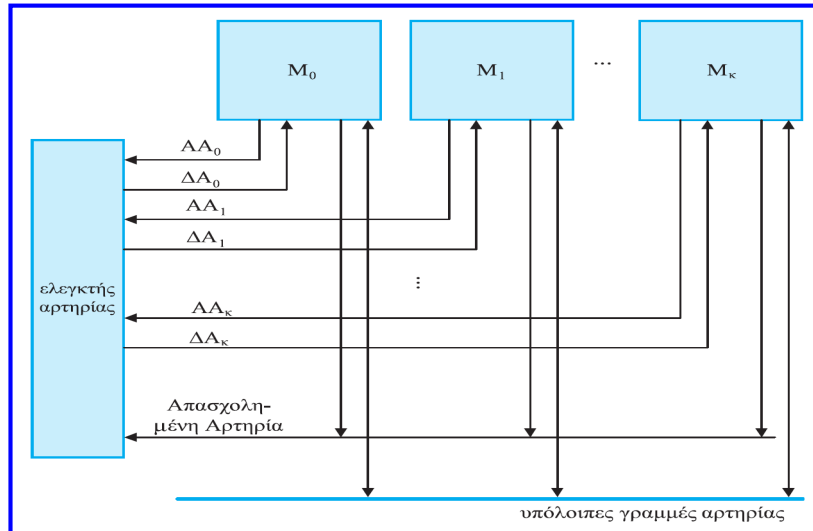 M₀
M₁
...
Mκ
AA₀
ΔA₀
AA₁
ΔA₁
...
ελεγκτής
αρτηρίας
AAκ
ΔAκ
Απασχολη-
μένη Αρτηρία
υπόλοιπες γραμμές αρτηρίας